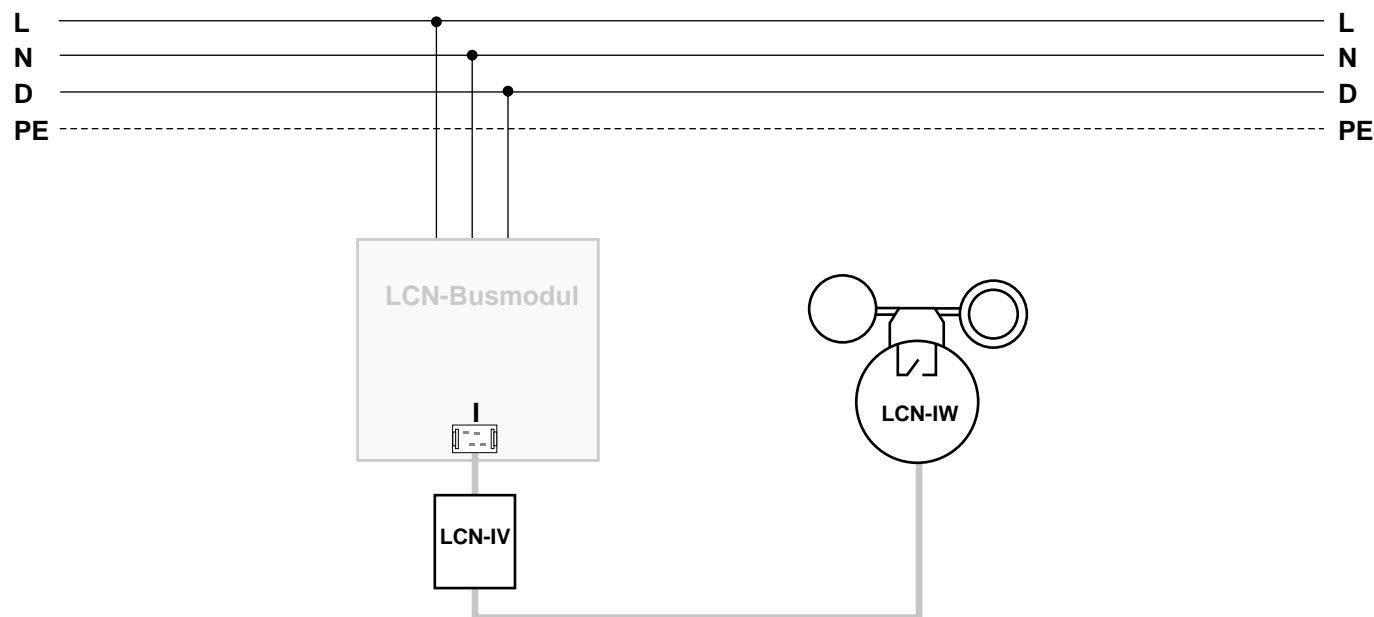 L L
N N
D D
PE PE
LCN-Busmodul
I
LCN-IW
LCN-IV